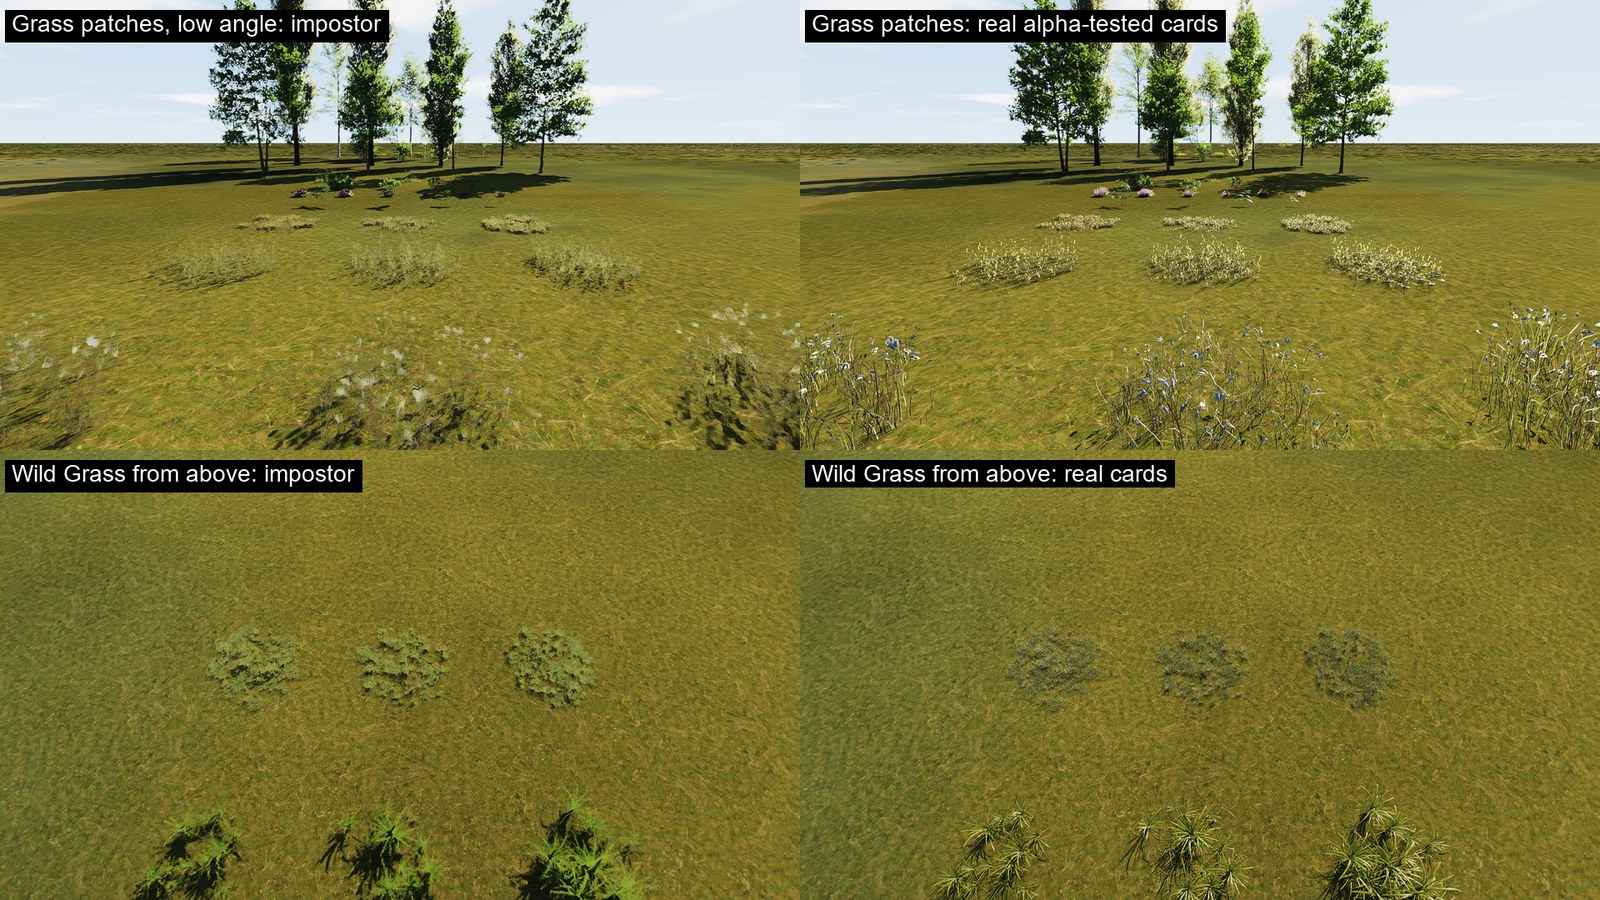 Grass patches, low angle: impostor
Grass patches: real alpha-tested cards
Wild Grass from above: impostor
Wild Grass from above: real cards